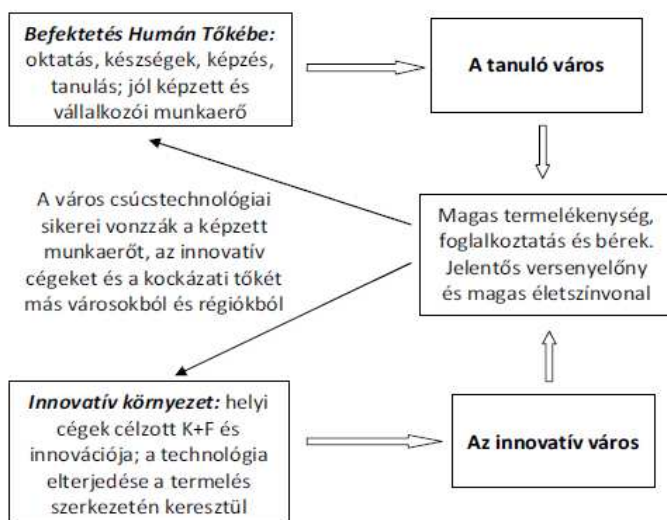 Befektetés Humán Tőkébe:
oktatás, készségek, képzés,
tanulás; jól képzett és
vállalkozói munkaerő
A tanuló város
A város csúcstechnológiai
sikerei vonzzák a képzett
munkaerőt, az innovatív
cégeket és a kockázati tőkét
más városokból és régiókból
Magas termelékenység,
foglalkoztatás és bérek.
Jelentős versenyelőny
és magas életszínvonal
Innovatív környezet: helyi
cégek célzott K+F és
innovációja; a technológia
elterjedése a termelés
szerkezetén keresztül
Az innovatív város